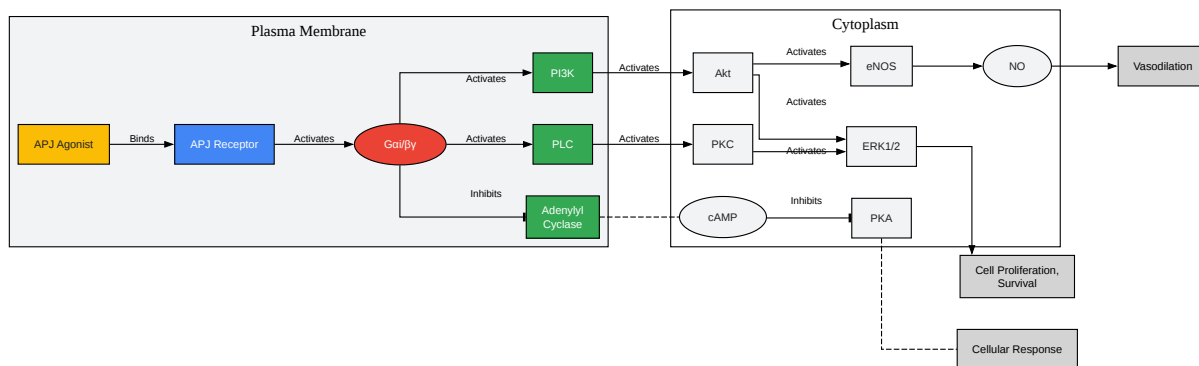 Plasma Membrane
Cytoplasm
APJ Agonist
Binds
APJ Receptor
Activates
Gαi/βγ
Activates
PI3K
Activates
Akt
Activates
eNOS
NO
Vasodilation
Activates
Activates
PLC
Activates
PKC
Activates
ERK1/2
Inhibits
Adenylyl
Cyclase
cAMP
Inhibits
PKA
Cell Proliferation,
Survival
Cellular Response